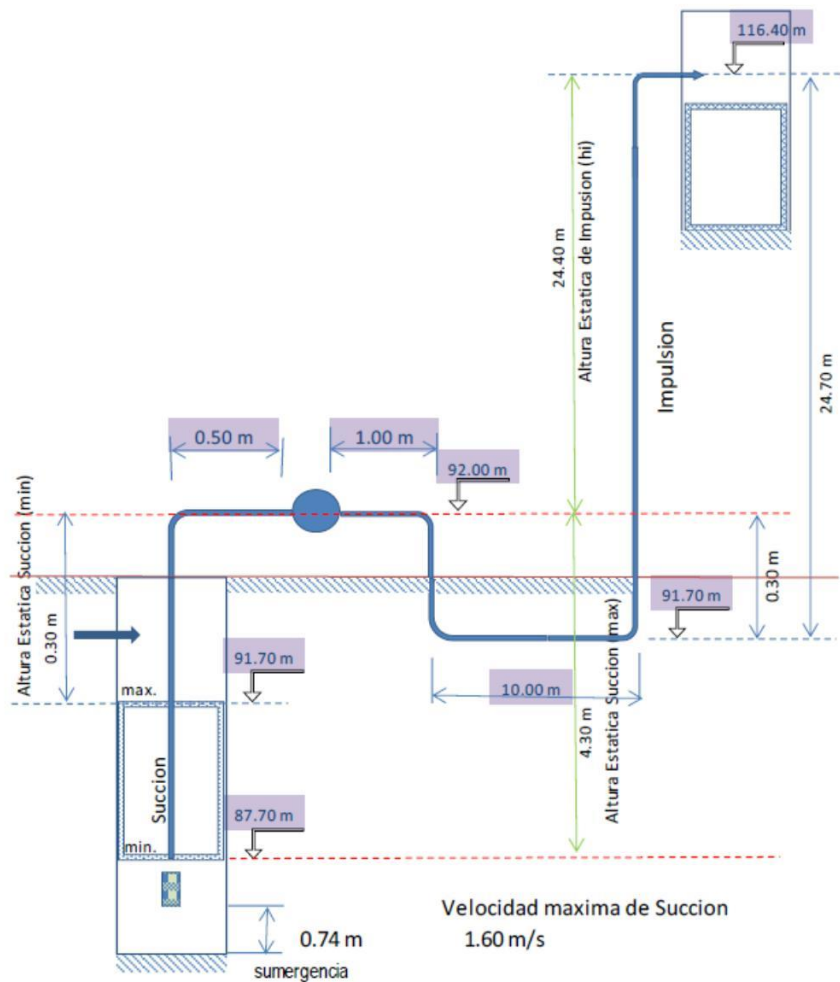 116.40 m
24.40 m
Altura Estatica de Impusion (hi)
Impulsion
24.70 m
0.50 m
1.00 m
92.00 m
Altura Estatica Succion (min)
0.30 m
91.70 m
0.30 m
91.70 m
max.
10.00 m
4.30 m
Altura Estatica Succion (max)
Succion
87.70 m
min.
Velocidad maxima de Succion
0.74 m
1.60 m/s
sumergencia